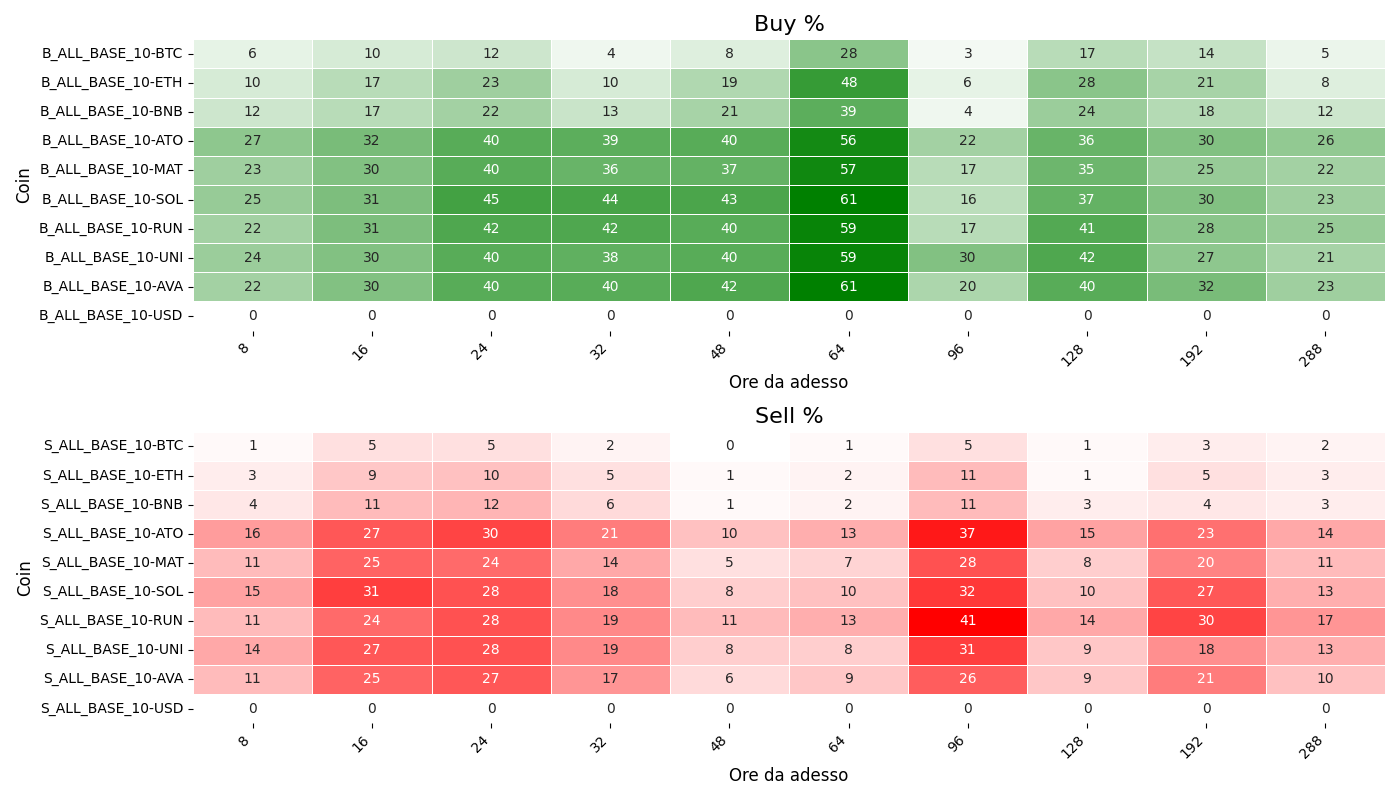 Buy %
Coin
B_ALL_BASE_10-BTC 6 10 12 4 8 28 3 17 14 5
B_ALL_BASE_10-ETH 10 17 23 10 19 48 6 28 21 8
B_ALL_BASE_10-BNB 12 17 22 13 21 39 4 24 18 12
B_ALL_BASE_10-ATO 27 32 40 39 40 56 22 36 30 26
B_ALL_BASE_10-MAT 23 30 40 36 37 57 17 35 25 22
B_ALL_BASE_10-SOL 25 31 45 44 43 61 16 37 30 23
B_ALL_BASE_10-RUN 22 31 42 42 40 59 17 41 28 25
B_ALL_BASE_10-UNI 24 30 40 38 40 59 30 42 27 21
B_ALL_BASE_10-AVA 22 30 40 40 42 61 20 40 32 23
B_ALL_BASE_10-USD 0 0 0 0 0 0 0 0 0 0
8 16 24 32 48 64 96 128 192 288
Ore da adesso
Sell %
Coin
S_ALL_BASE_10-BTC 1 5 5 2 0 1 5 1 3 2
S_ALL_BASE_10-ETH 3 9 10 5 1 2 11 1 5 3
S_ALL_BASE_10-BNB 4 11 12 6 1 2 11 3 4 3
S_ALL_BASE_10-ATO 16 27 30 21 10 13 37 15 23 14
S_ALL_BASE_10-MAT 11 25 24 14 5 7 28 8 20 11
S_ALL_BASE_10-SOL 15 31 28 18 8 10 32 10 27 13
S_ALL_BASE_10-RUN 11 24 28 19 11 13 41 14 30 17
S_ALL_BASE_10-UNI 14 27 28 19 8 8 31 9 18 13
S_ALL_BASE_10-AVA 11 25 27 17 6 9 26 9 21 10
S_ALL_BASE_10-USD 0 0 0 0 0 0 0 0 0 0
8 16 24 32 48 64 96 128 192 288
Ore da adesso